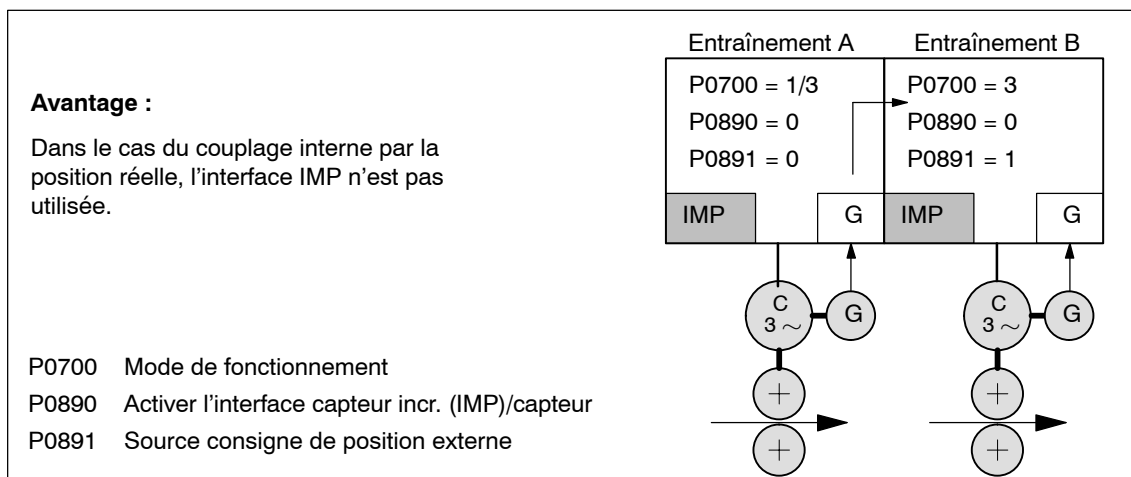 Entraînement A Entraînement B
Avantage :
Dans le cas du couplage interne par la
position réelle, l’interface IMP n’est pas
utilisée.
P0700 = 1/3
P0890 = 0
P0891 = 0
P0700 = 3
P0890 = 0
P0891 = 1
IMP G IMP G
C
3 ∼
G
C
3 ∼
G
P0700 Mode de fonctionnement
P0890 Activer l’interface capteur incr. (IMP)/capteur
P0891 Source consigne de position externe
+ +
+ +